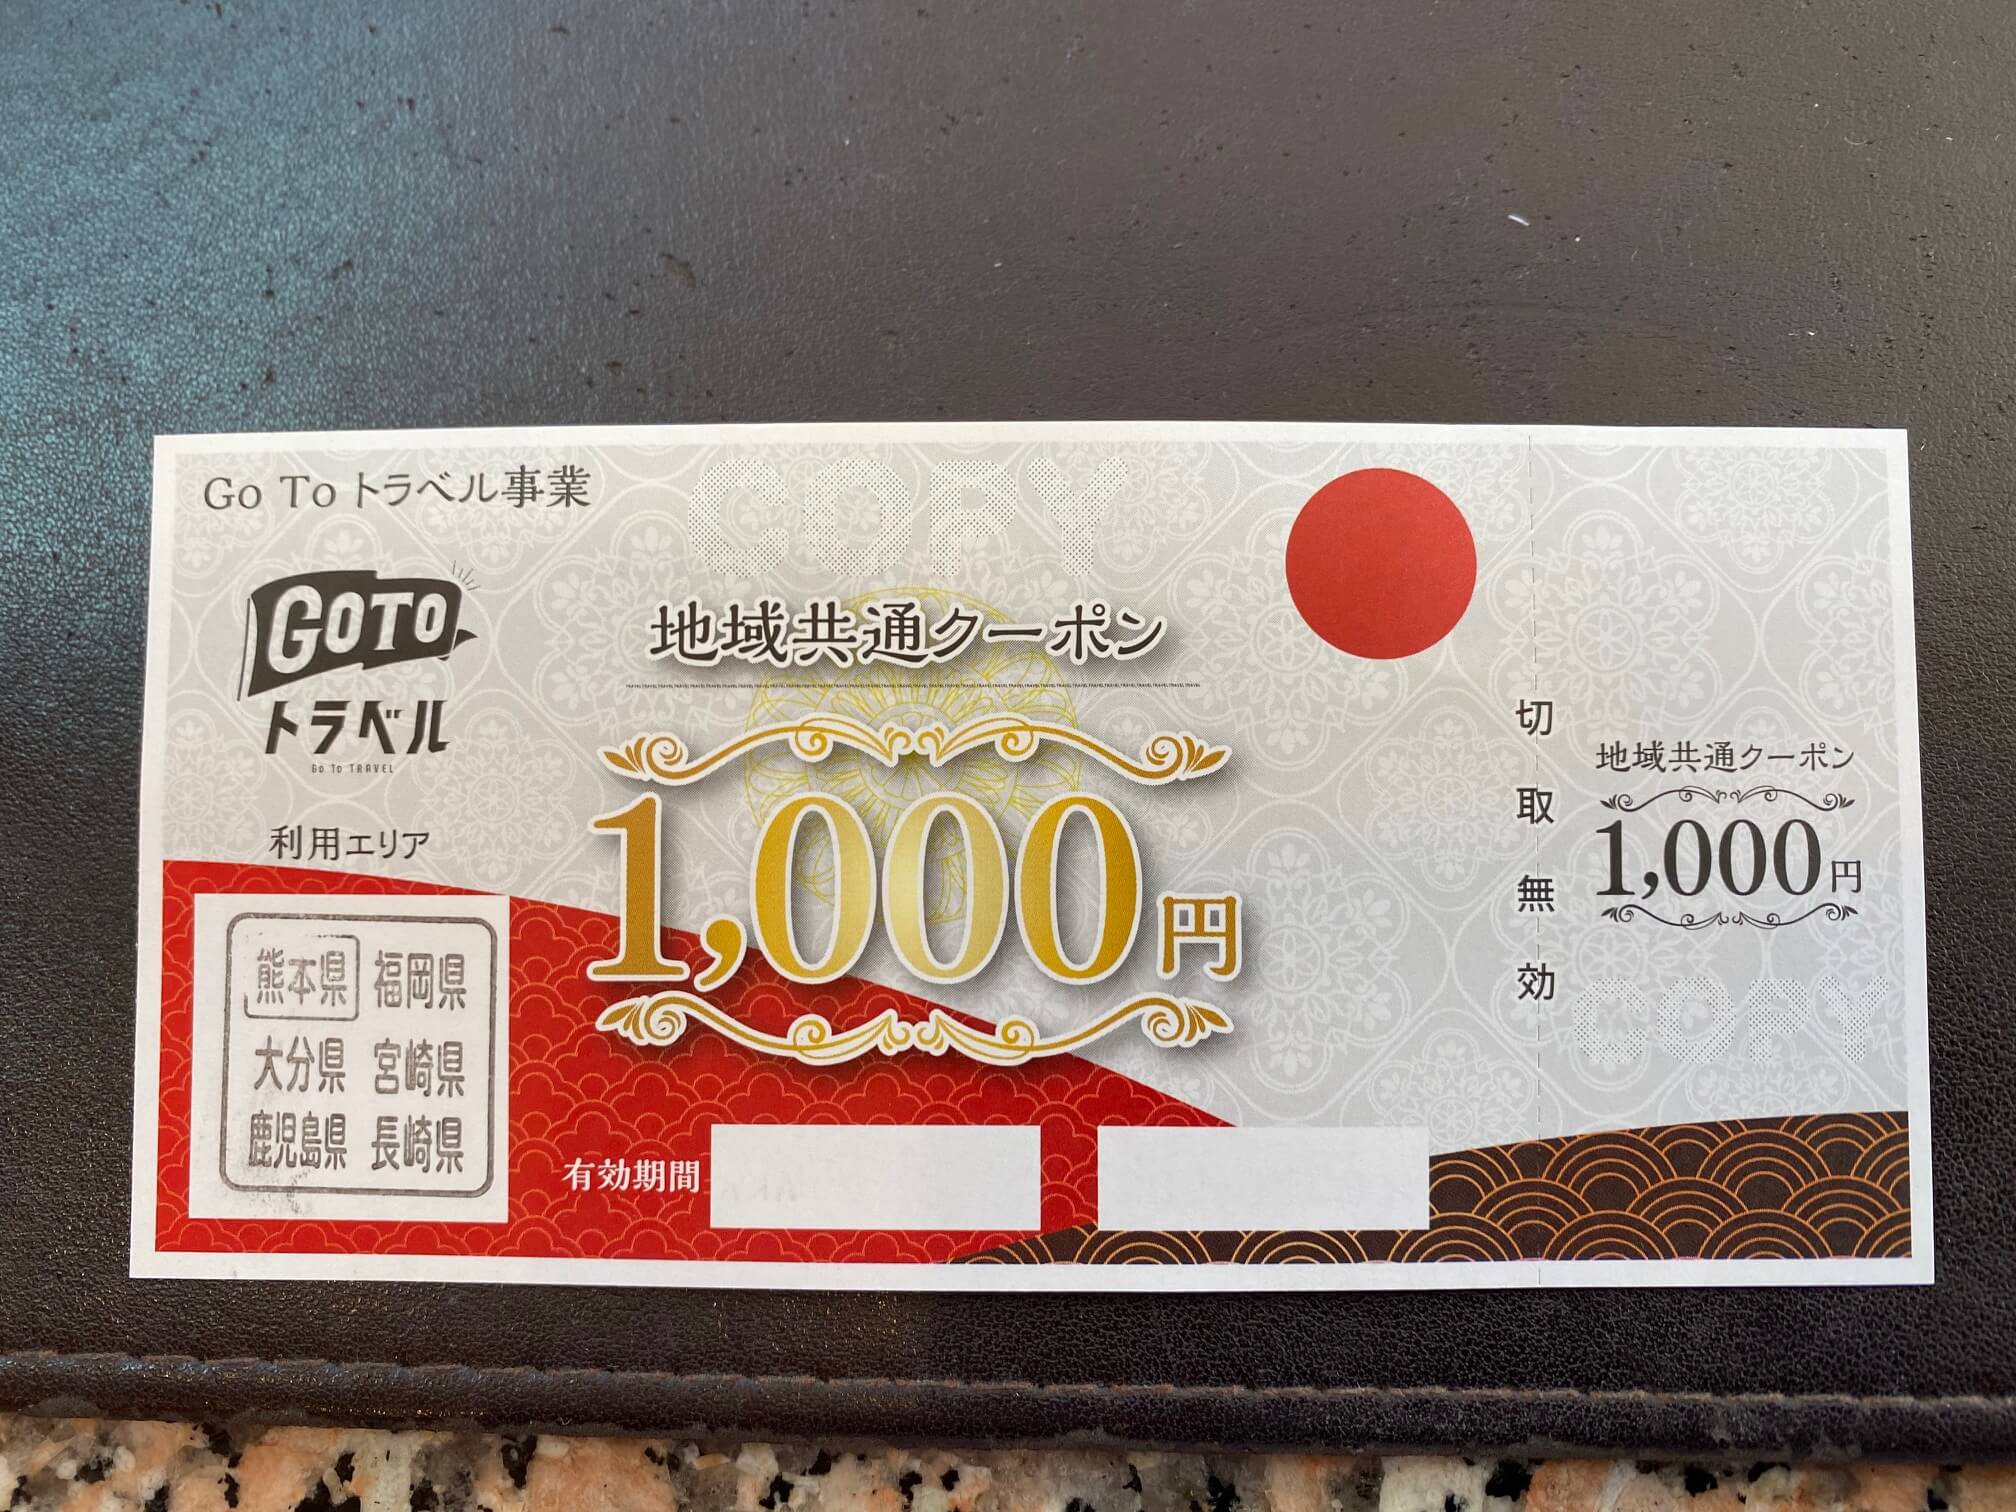 Go To トラベル事業
COPY
GOTO
トラベル
Go To TRAVEL
地域共通クーポン
1,000円
利用エリア
熊本県 福岡県
大分県 宮崎県
鹿児島県 長崎県
有効期間
切取無効
地域共通クーポン
1,000円
COPY